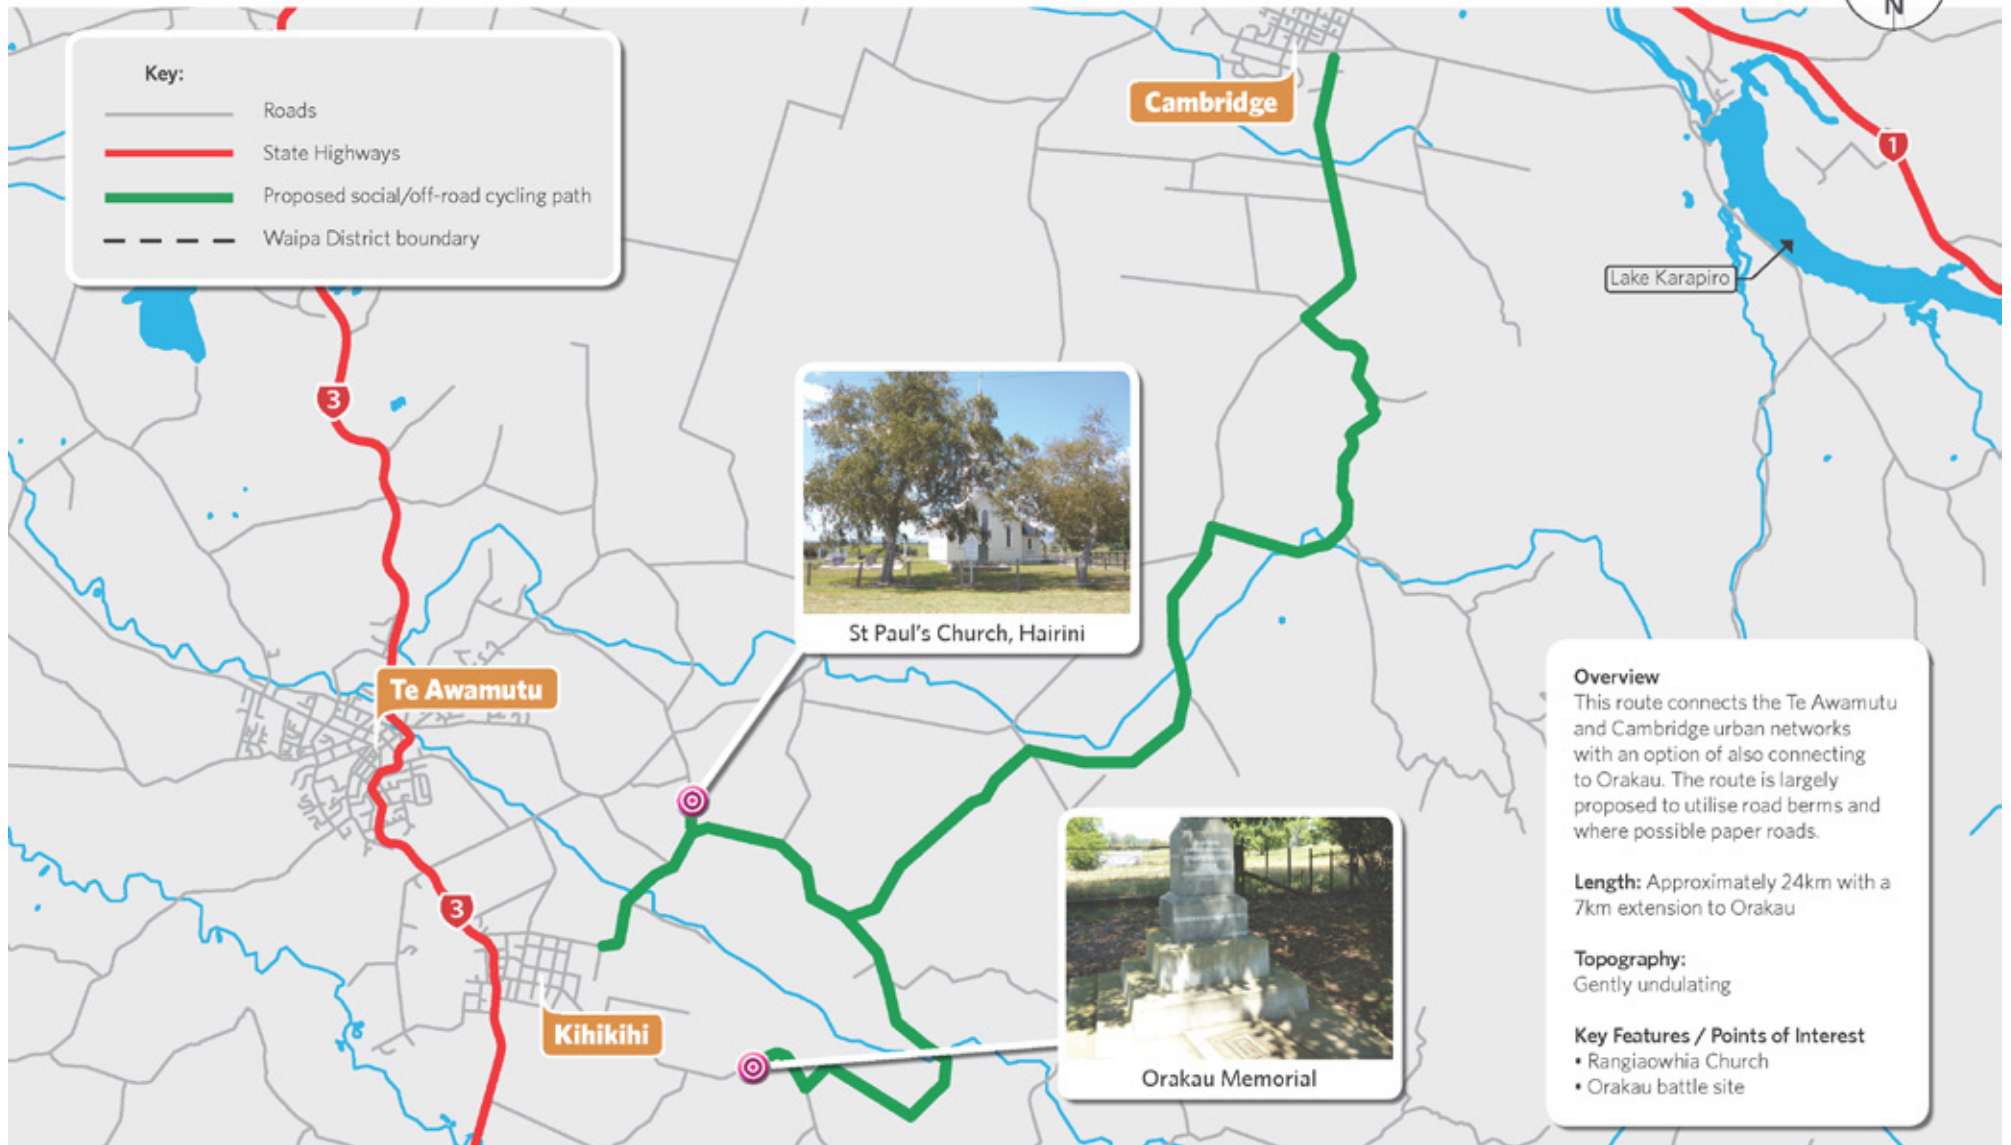 N
Key:
Roads
State Highways
Proposed social/off-road cycling path
Waipa District boundary
Cambridge
1
Lake Karapiro
3
St Paul's Church, Hairini
Te Awamutu
3
Kihikihi
Orakau Memorial
Overview
This route connects the Te Awamutu
and Cambridge urban networks
with an option of also connecting
to Orakau. The route is largely
proposed to utilise road berms and
where possible paper roads.
Length: Approximately 24km with a
7km extension to Orakau
Topography:
Gently undulating
Key Features / Points of Interest
• Rangiaowhia Church
• Orakau battle site